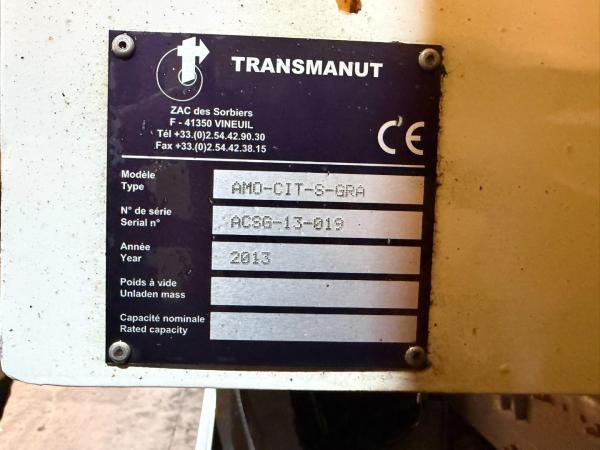 TRANSMANUT
ZAC des Sorbiers
F - 41350 VINEUIL
Tél +33.(0)2.54.42.90.30
Fax +33.(0)2.54.42.38.15
CE
Modèle
Type
AMO-CIT-S-GRA
N° de série
Serial n°
ACSG-13-019
Année
Year
2013
Poids à vide
Unladen mass
Capacité nominale
Rated capacity